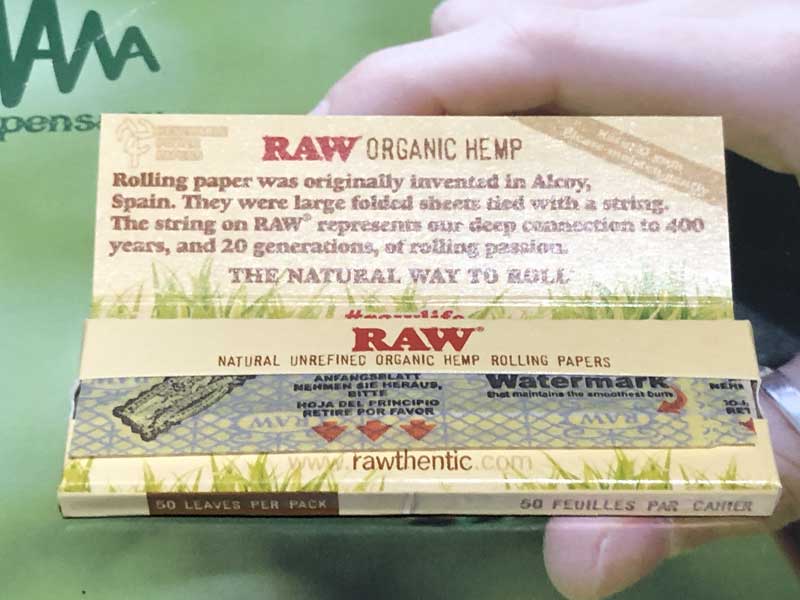 RAW ORGANIC HEMP
Rolling paper was originally invented in Alcoy,
Spain. They were large folded sheets tied with a string.
The string on RAW® represents our deep connection to 400
years, and 20 generations, of rolling passion.
THE NATURAL WAY TO ROLL
#rawlife
RAW®
NATURAL UNREFINED ORGANIC HEMP ROLLING PAPERS
ANFANGSBLATT
NEHMEN SIE HERAUS,
BITTE
HOJA DEL PRINCIPIO
RETIRE POR FAVOR
Watermark
that maintains the smoothest burn
RAW
RAW
www.rawthentic.com
50 LEAVES PER PACK
50 FEUILLES PAR CAHIER